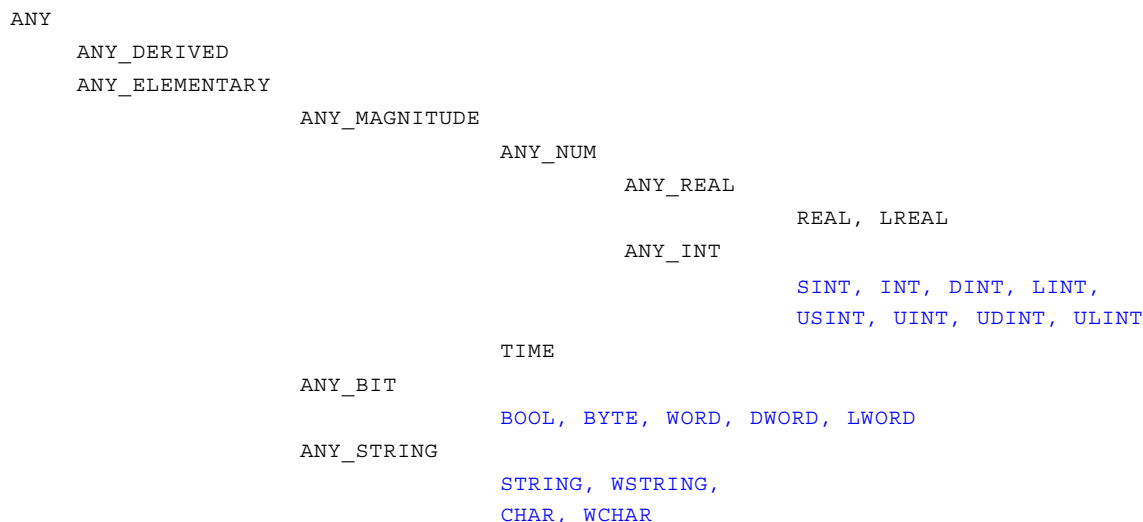 ANY
ANY_DERIVED
ANY_ELEMENTARY
ANY_MAGNITUDE
ANY_NUM
ANY_REAL
REAL, LREAL
ANY_INT
SINT, INT, DINT, LINT,
USINT, UINT, UDINT, ULINT
TIME
ANY_BIT
BOOL, BYTE, WORD, DWORD, LWORD
ANY_STRING
STRING, WSTRING,
CHAR, WCHAR